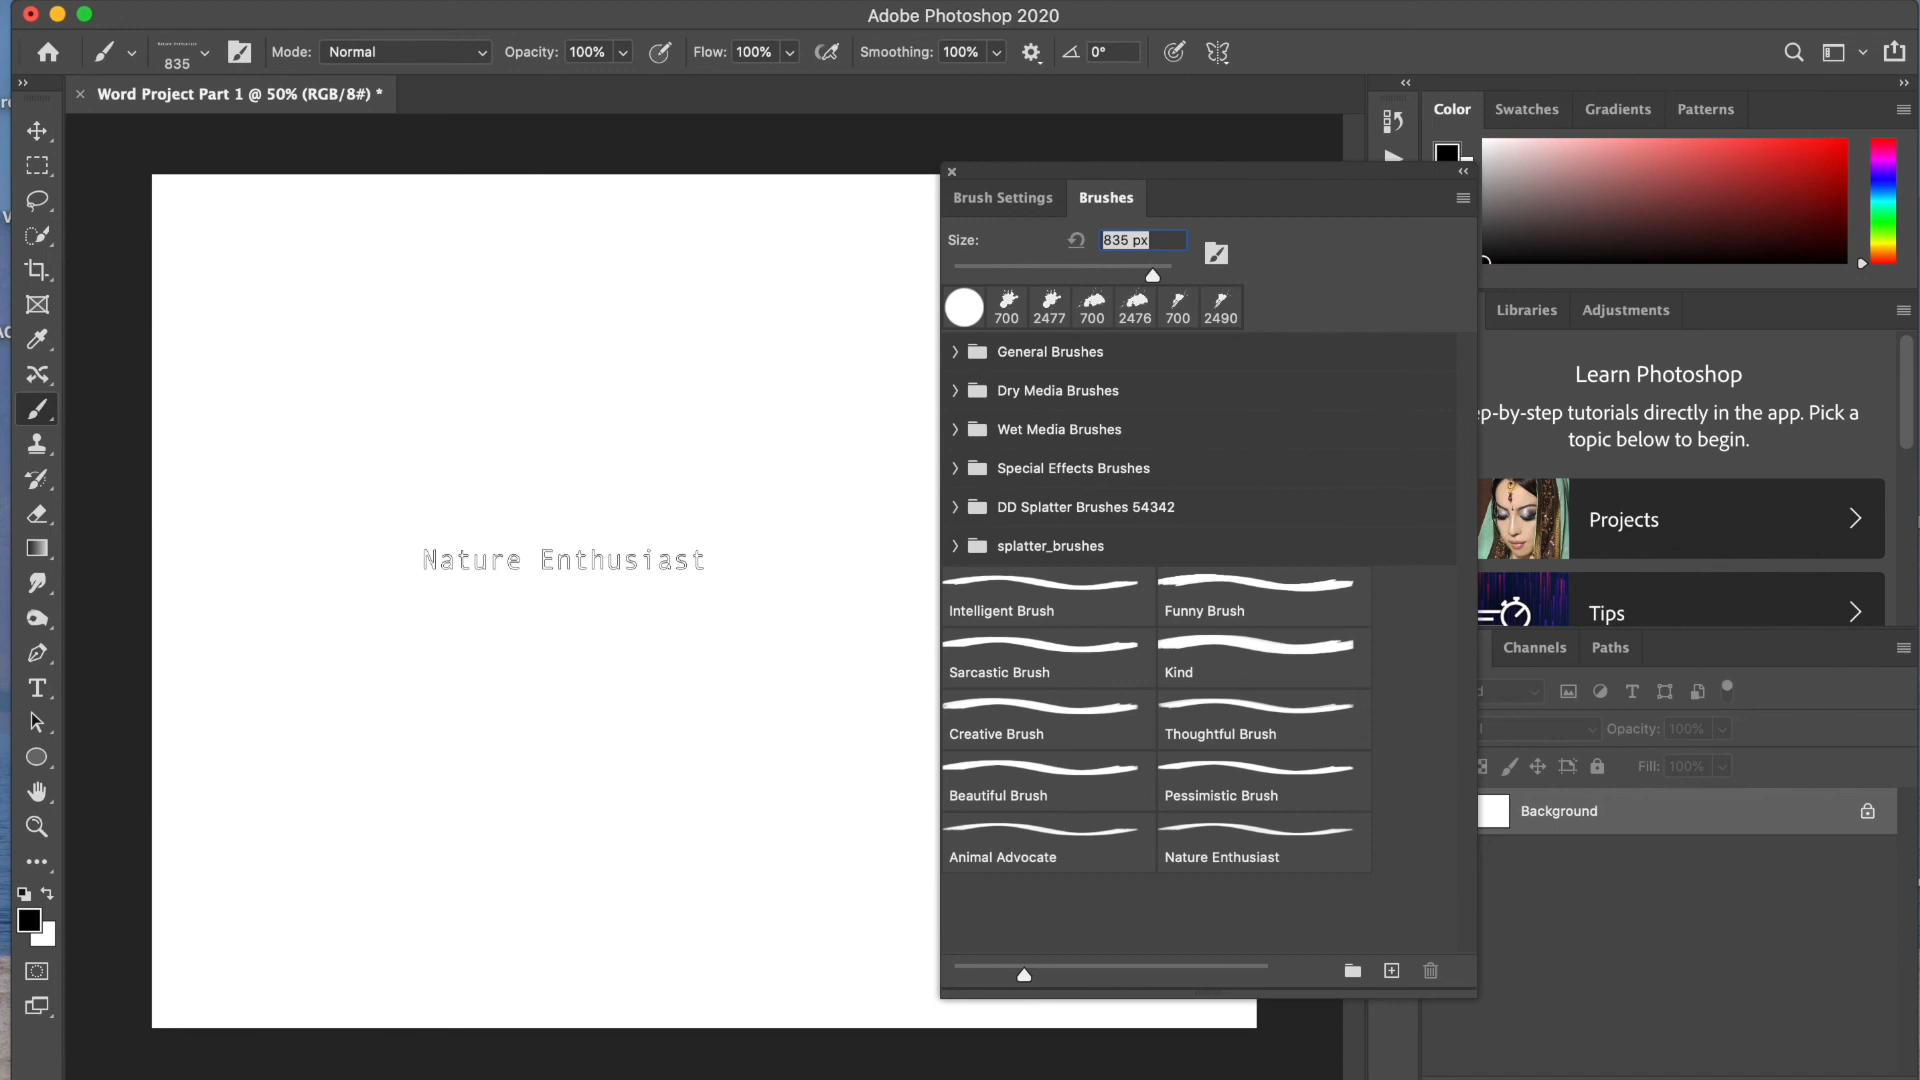 Adobe Photoshop 2020
Nature Enthusiast
835
Mode: Normal
Opacity: 100%
Flow: 100%
Smoothing: 100%
0°
Word Project Part 1 @ 50% (RGB/8#) *
Nature Enthusiast
Brush Settings
Brushes
Size:
835 px
700 2477 700 2476 700 2490
General Brushes
Dry Media Brushes
Wet Media Brushes
Special Effects Brushes
DD Splatter Brushes 54342
splatter_brushes
Intelligent Brush
Funny Brush
Sarcastic Brush
Kind
Creative Brush
Thoughtful Brush
Beautiful Brush
Pessimistic Brush
Animal Advocate
Nature Enthusiast
Color
Swatches
Gradients
Patterns
Libraries
Adjustments
Learn Photoshop
ep-by-step tutorials directly in the app. Pick a
topic below to begin.
Projects
Tips
Channels
Paths
Opacity: 100%
Fill: 100%
Background